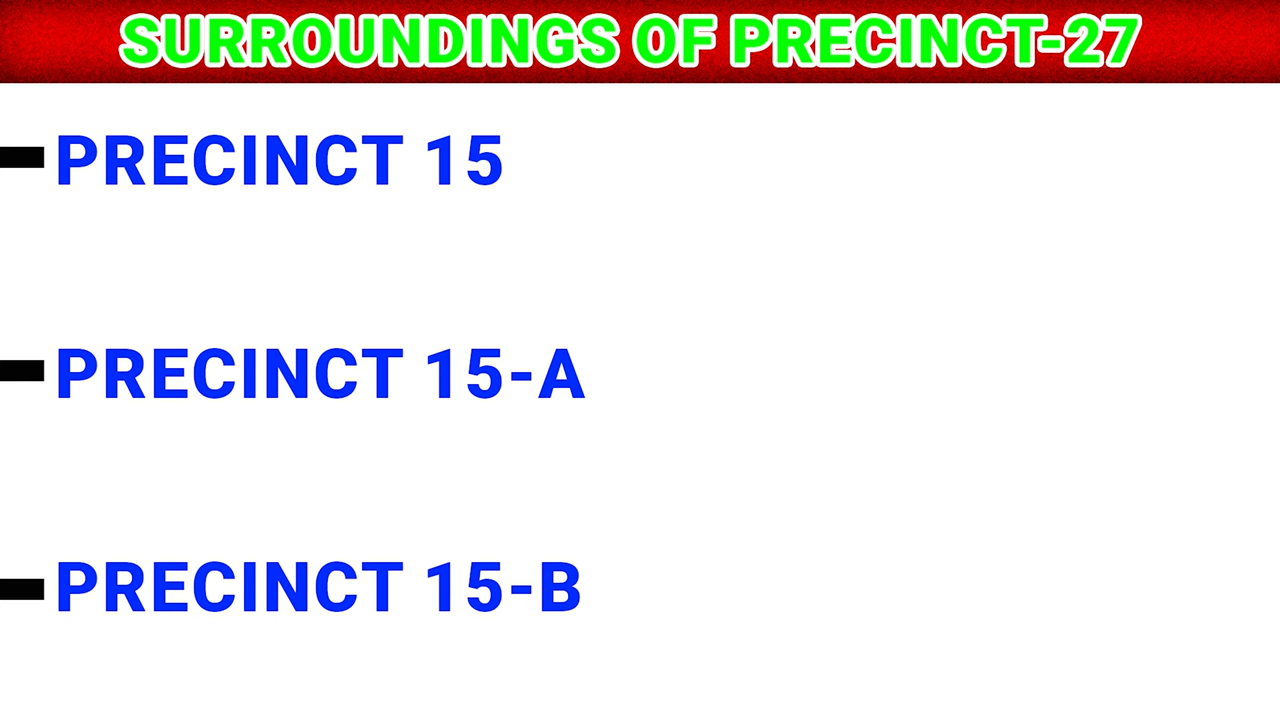 SURROUNDINGS OF PRECINCT-27
PRECINCT 15
PRECINCT 15-A
PRECINCT 15-B